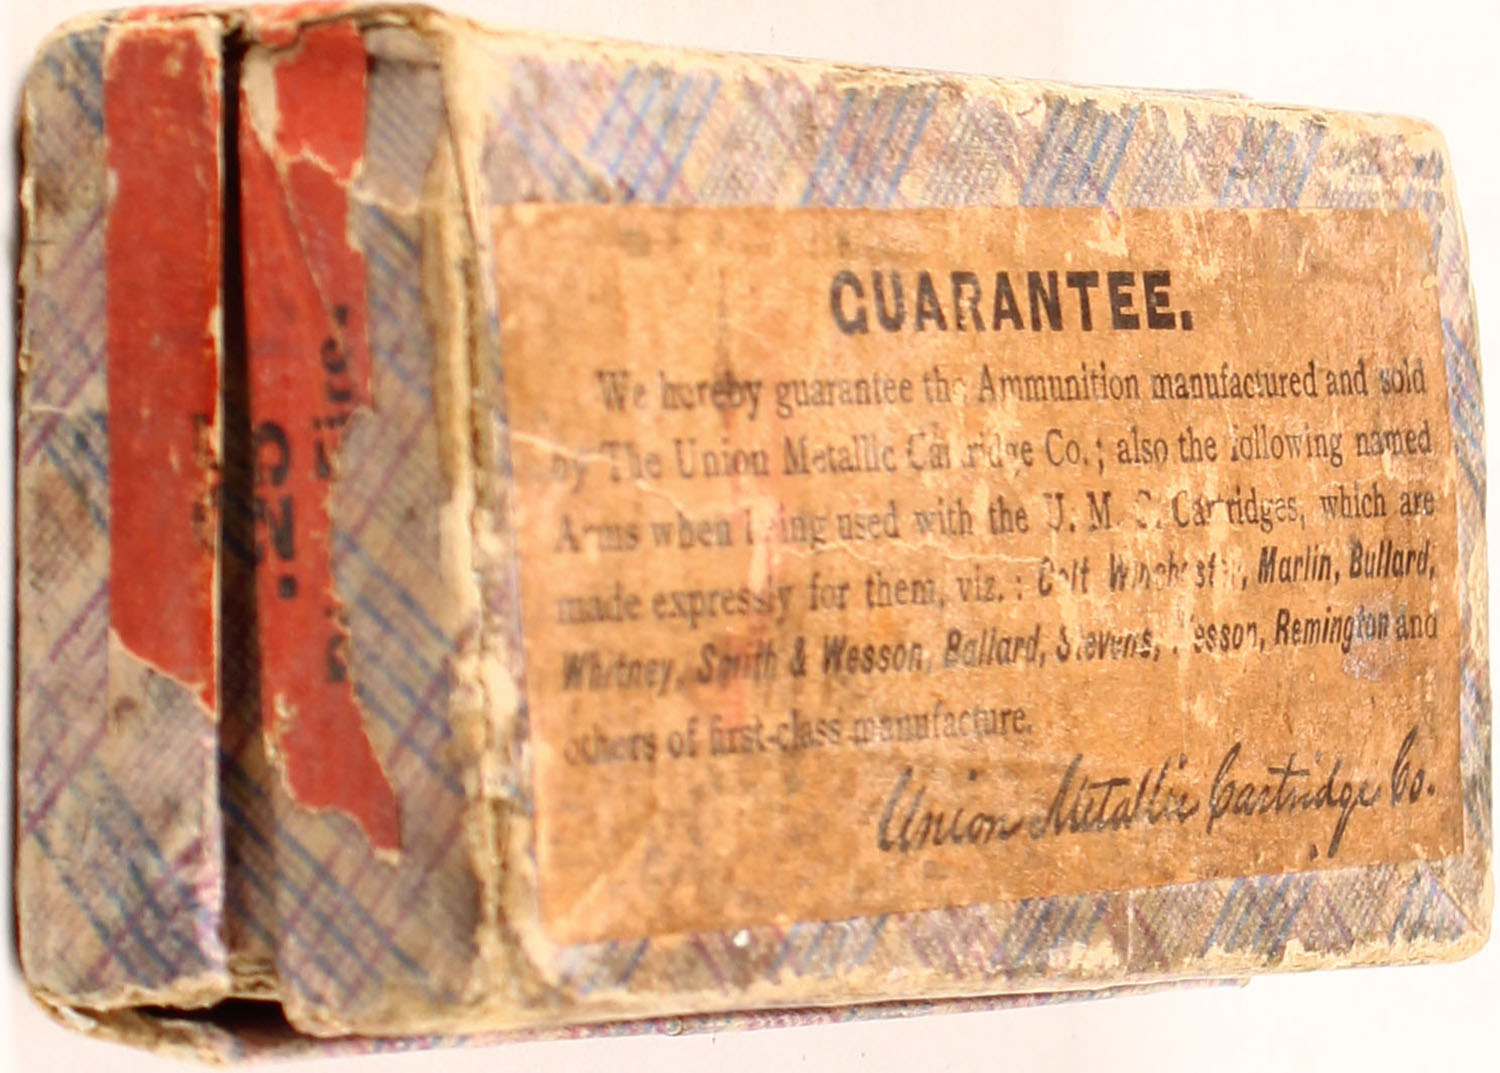 GUARANTEE.
We hereby guarantee the Ammunition manufactured and sold
by The Union Metallic Cartridge Co.; also the following named
Arms when being used with the U. M. C. Cartridges, which are
made expressly for them, viz.: Colt Winchester, Marlin, Bullard,
Whitney, Smith & Wesson, Ballard, Stevens, Wesson, Remington and
others of first-class manufacture.
Union Metallic Cartridge Co.
.25
Fire.